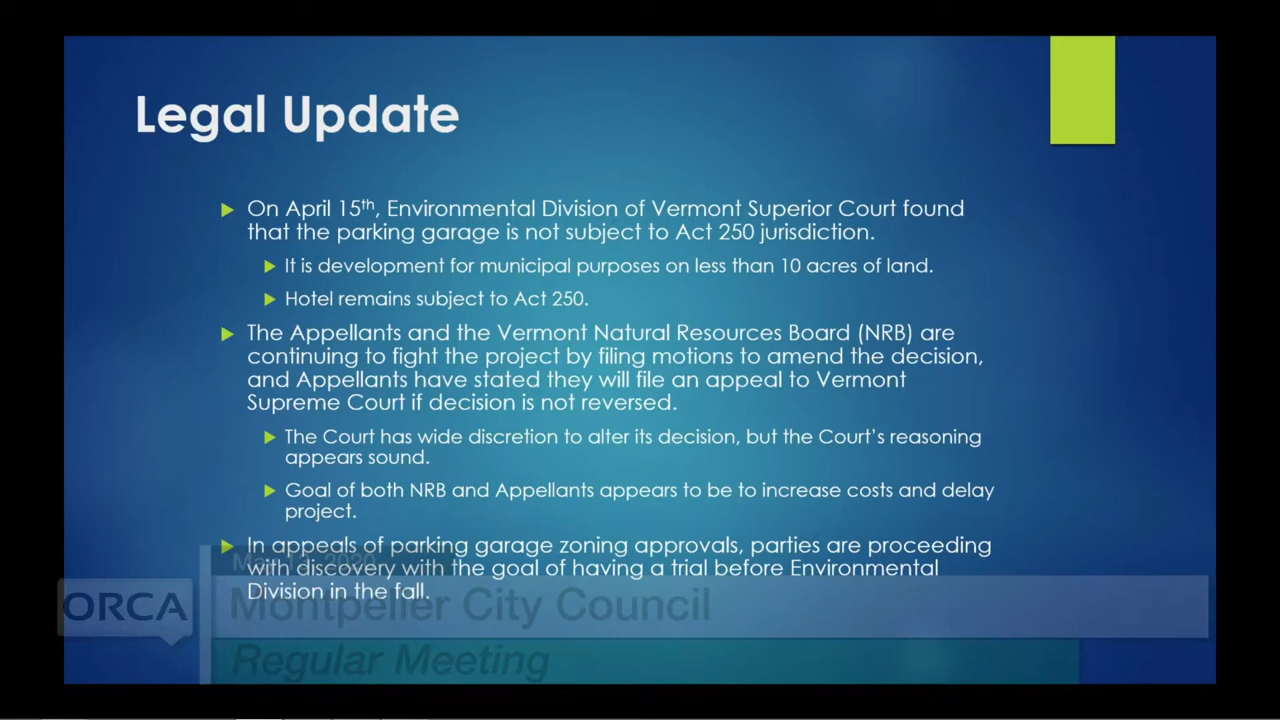 Legal Update
On April 15th, Environmental Division of Vermont Superior Court found
that the parking garage is not subject to Act 250 jurisdiction.
It is development for municipal purposes on less than 10 acres of land.
Hotel remains subject to Act 250.
The Appellants and the Vermont Natural Resources Board (NRB) are
continuing to fight the project by filing motions to amend the decision,
and Appellants have stated they will file an appeal to Vermont
Supreme Court if decision is not reversed.
The Court has wide discretion to alter its decision, but the Court's reasoning
appears sound.
Goal of both NRB and Appellants appears to be to increase costs and delay
project.
In appeals of parking garage zoning approvals, parties are proceeding
with discovery with the goal of having a trial before Environmental
Division in the fall.
ORCA
Montpelier City Council
Regular Meeting